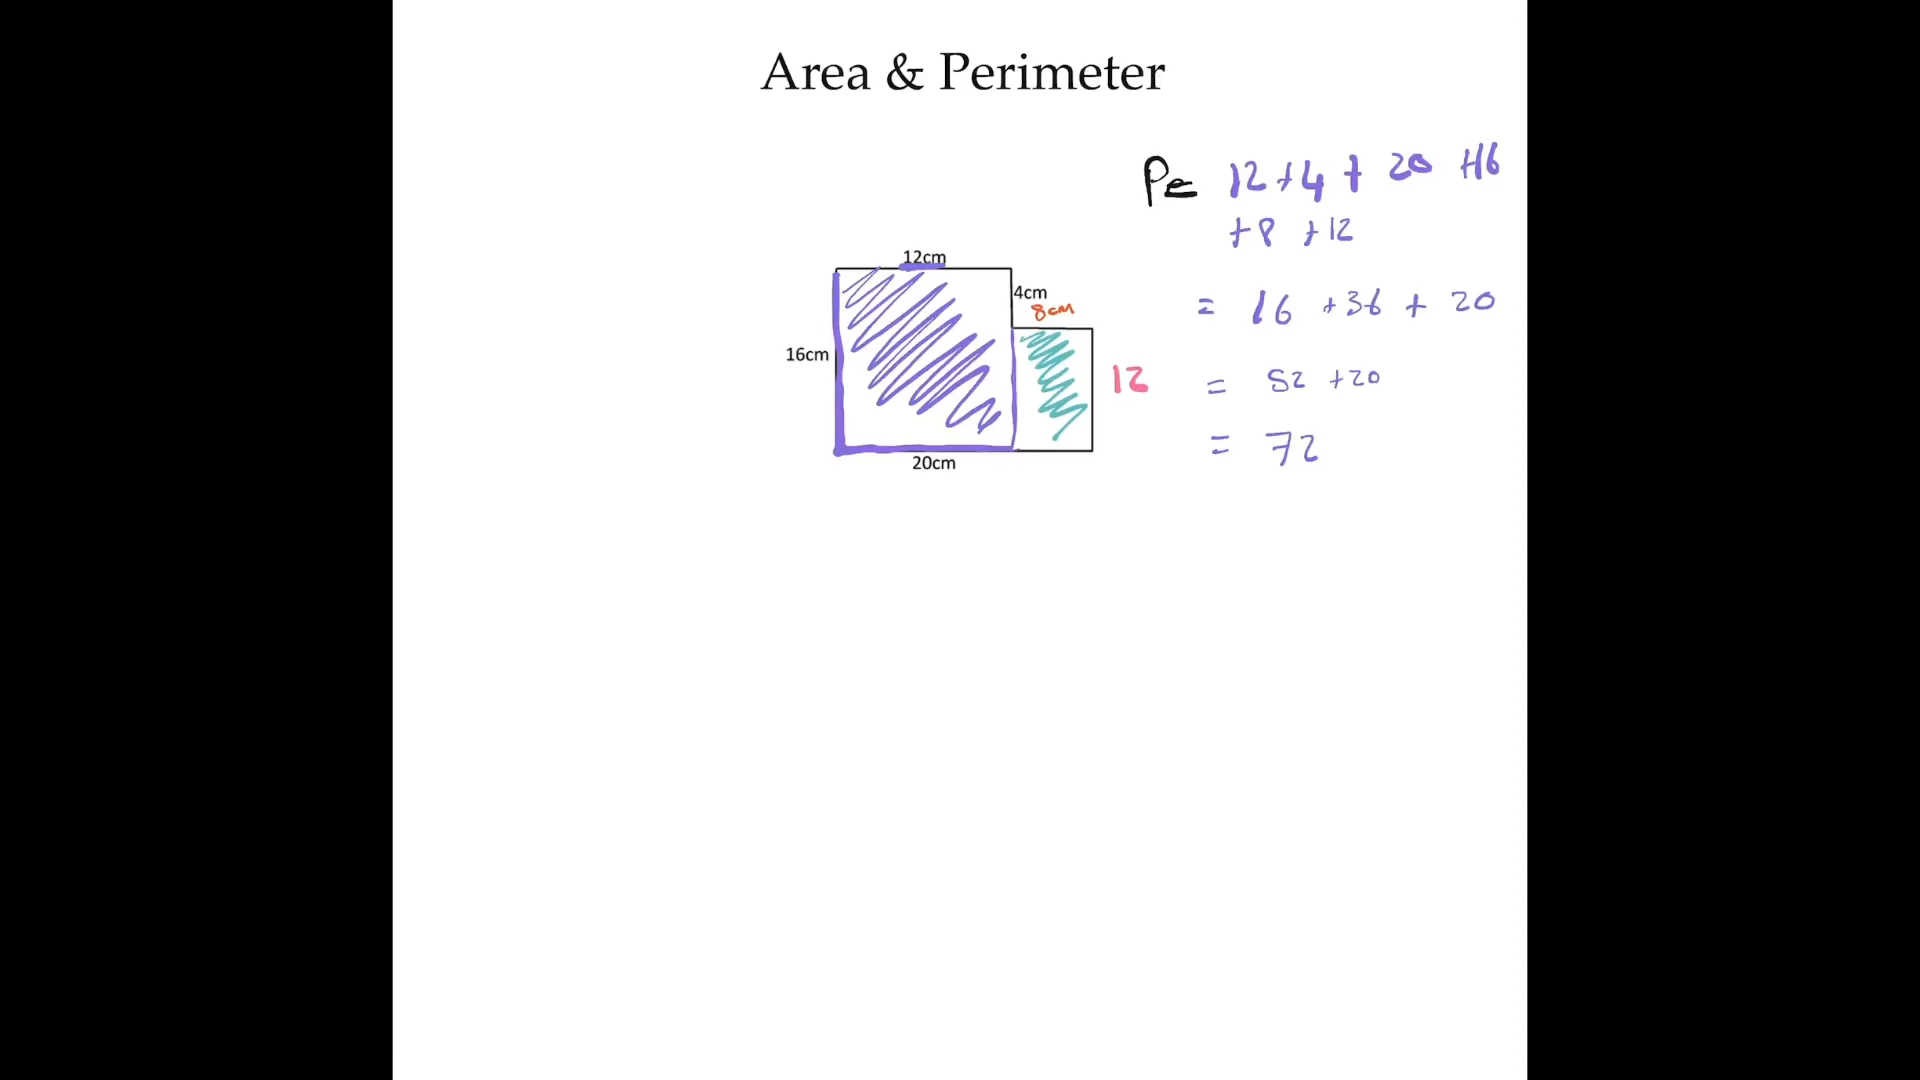 Area & Perimeter
P= 12+4+20+16
+8 +12
12cm
4cm
8cm
= 16 +36 + 20
16cm
12
= 52 +20
= 72
20cm